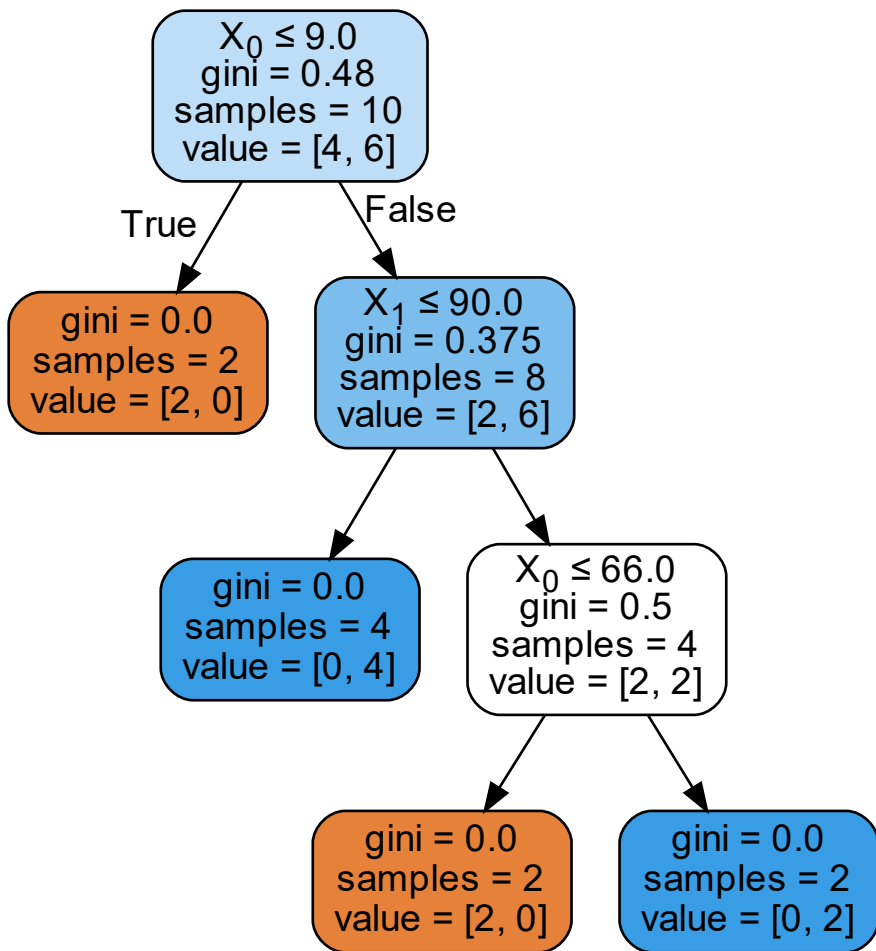 X₀ ≤ 9.0
gini = 0.48
samples = 10
value = [4, 6]
True
False
gini = 0.0
samples = 2
value = [2, 0]
X₁ ≤ 90.0
gini = 0.375
samples = 8
value = [2, 6]
gini = 0.0
samples = 4
value = [0, 4]
X₀ ≤ 66.0
gini = 0.5
samples = 4
value = [2, 2]
gini = 0.0
samples = 2
value = [2, 0]
gini = 0.0
samples = 2
value = [0, 2]